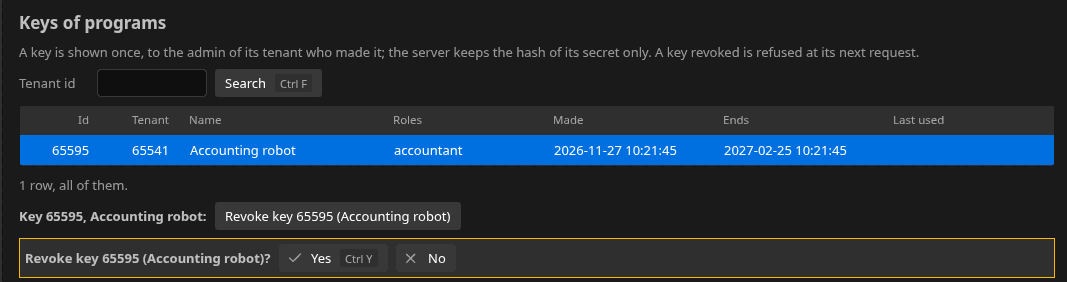 Keys of programs
A key is shown once, to the admin of its tenant who made it; the server keeps the hash of its secret only. A key revoked is refused at its next request.
Tenant id Search Ctrl F
Id Tenant Name Roles Made Ends Last used
65595 65541 Accounting robot accountant 2026-11-27 10:21:45 2027-02-25 10:21:45
1 row, all of them.
Key 65595, Accounting robot: Revoke key 65595 (Accounting robot)
Revoke key 65595 (Accounting robot)? Yes Ctrl Y No